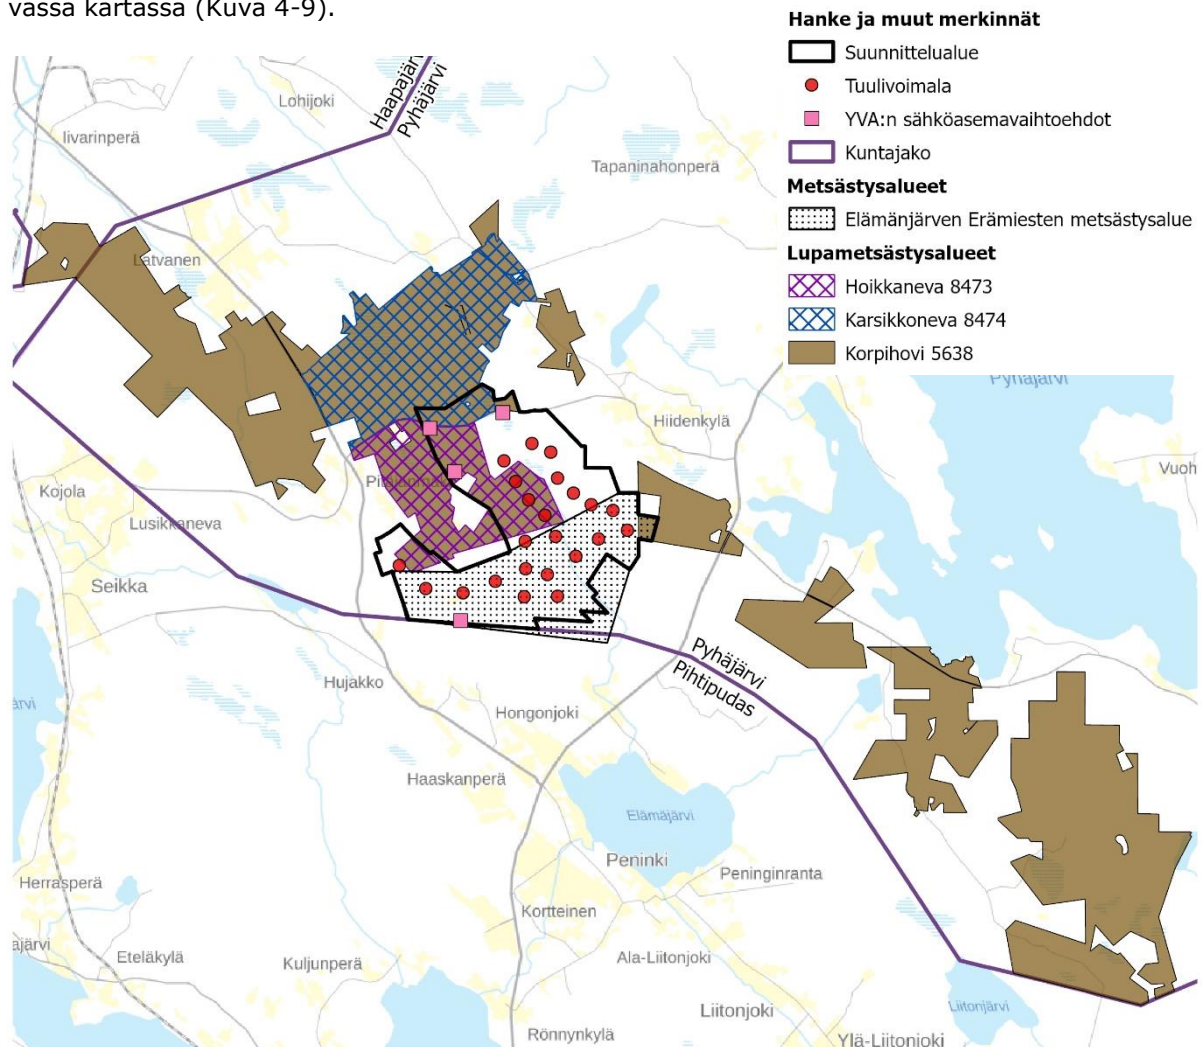 vassa kartassa (Kuva 4-9).
Hanke ja muut merkinnät
Suunnittelualue
Tuulivoimala
YVA:n sähköasemavaihtoehdot
Kuntajako
Metsästysalueet
Elämänjärven Erämiesten metsästysalue
Lupametsästysalueet
Hoikkaneva 8473
Karsikkoneva 8474
Korpihovi 5638
Haapajärvi
Pyhäjärvi
Lohijoki
Iivarinperä
Tapaninahonperä
Latvanen
Pyhäjärvi
Hiidenkylä
Vuoh
Kojola
Lusikkaneva
Seikka
Pyhäjärvi
Pihtipudas
Hujakko
ärvi
Hongonjoki
Haaskanperä
Elämäjärvi
Peninki
Peninginranta
Herrasperä
Kortteinen
ajärvi
Eteläkylä
Kuljunperä
Ala-Liitonjoki
Liitonjoki
Liitonjärvi
Rönnynkylä
Ylä-Liitonjoki